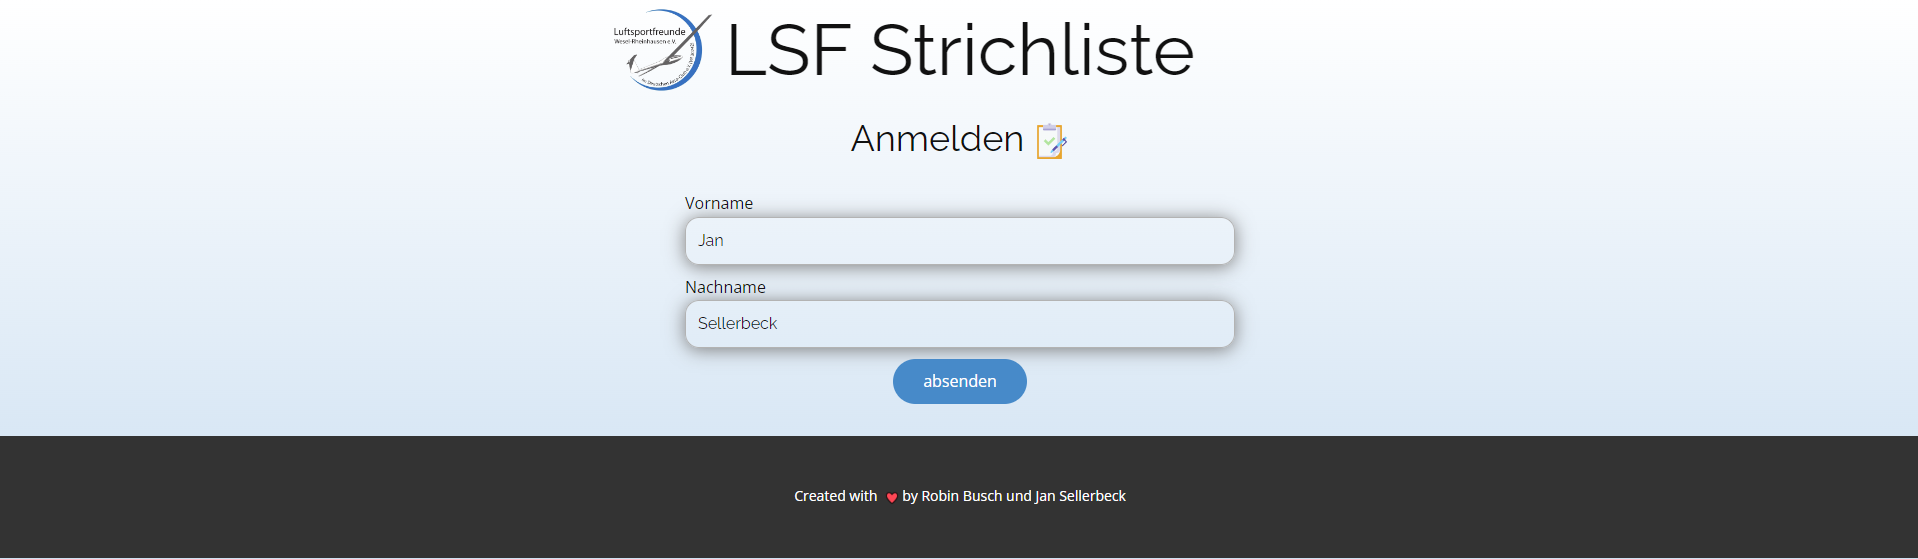 Luftsportfreunde
Wesel-Rheinhausen e.V.
LSF Strichliste
Anmelden
Vorname
Jan
Nachname
Sellerbeck
absenden
Created with by Robin Busch und Jan Sellerbeck